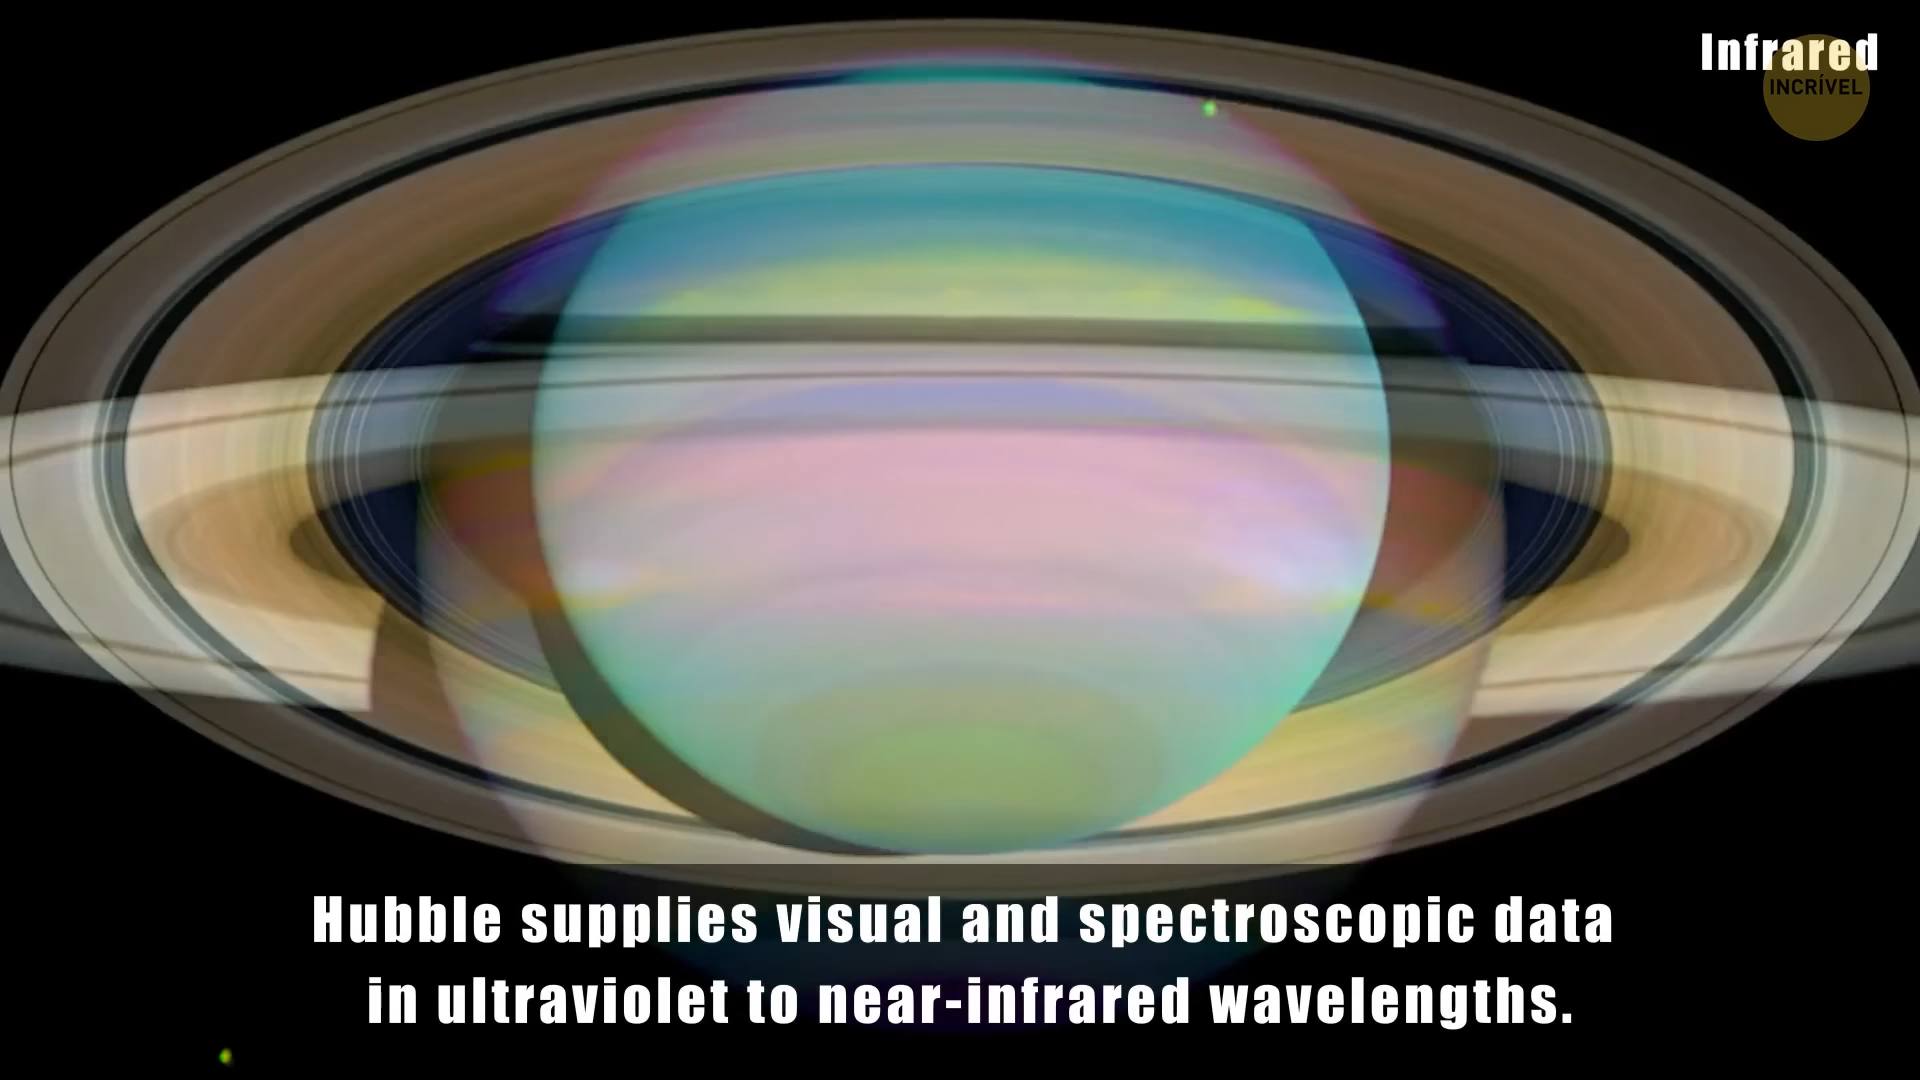 Infrared
INCRÍVEL
Hubble supplies visual and spectroscopic data
in ultraviolet to near-infrared wavelengths.